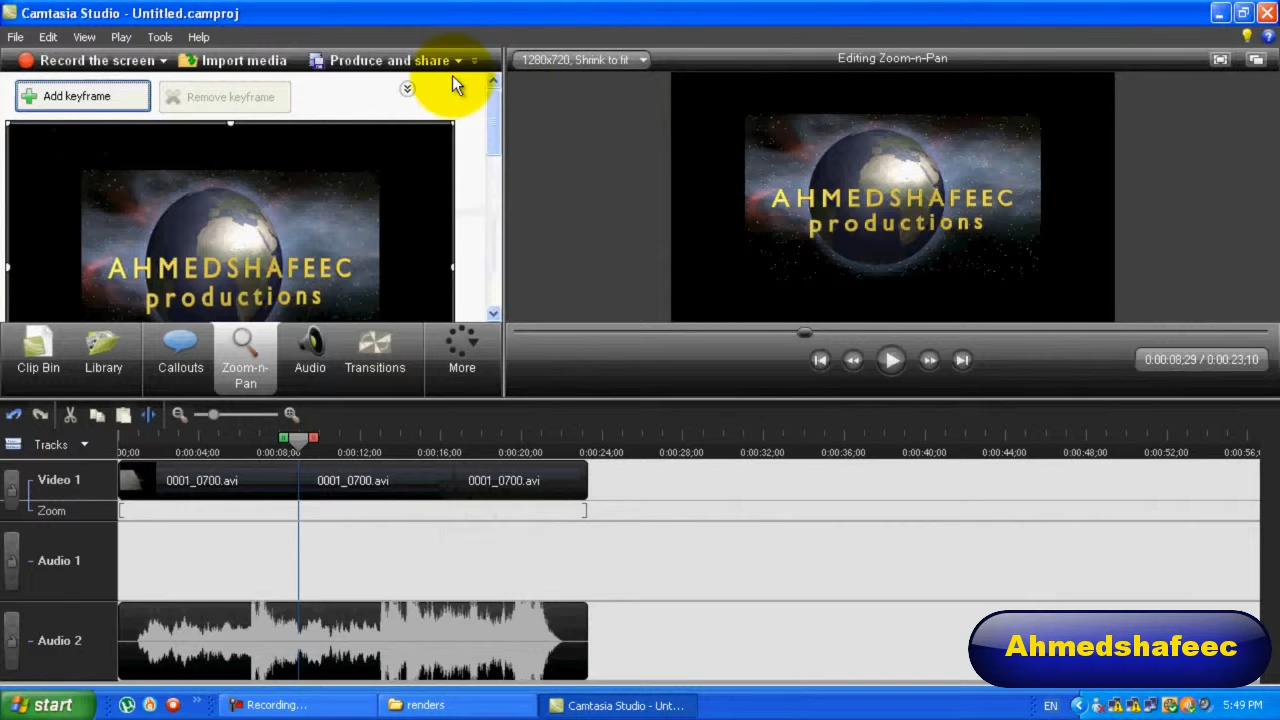 Camtasia Studio - Untitled.camproj
File Edit View Play Tools Help
Record the screen Import media Produce and share
1280x720, Shrink to fit
Editing Zoom-n-Pan
Add keyframe Remove keyframe
AHMEDSHAFEEC
productions
AHMEDSHAFEEC
productions
Clip Bin Library Callouts Zoom-n-Pan Audio Transitions More
0:00:08;29 / 0:00:23;10
Tracks
00;00 0:00:04;00 0:00:08;00 0:00:12;00 0:00:16;00 0:00:20;00 0:00:24;00 0:00:28;00 0:00:32;00 0:00:36;00 0:00:40;00 0:00:44;00 0:00:48;00 0:00:52;00 0:00:56;
Video 1 0001_0700.avi 0001_0700.avi 0001_0700.avi
Zoom
Audio 1
Audio 2
Ahmedshafeec
start Recording... renders Camtasia Studio - Unt... EN 5:49 PM